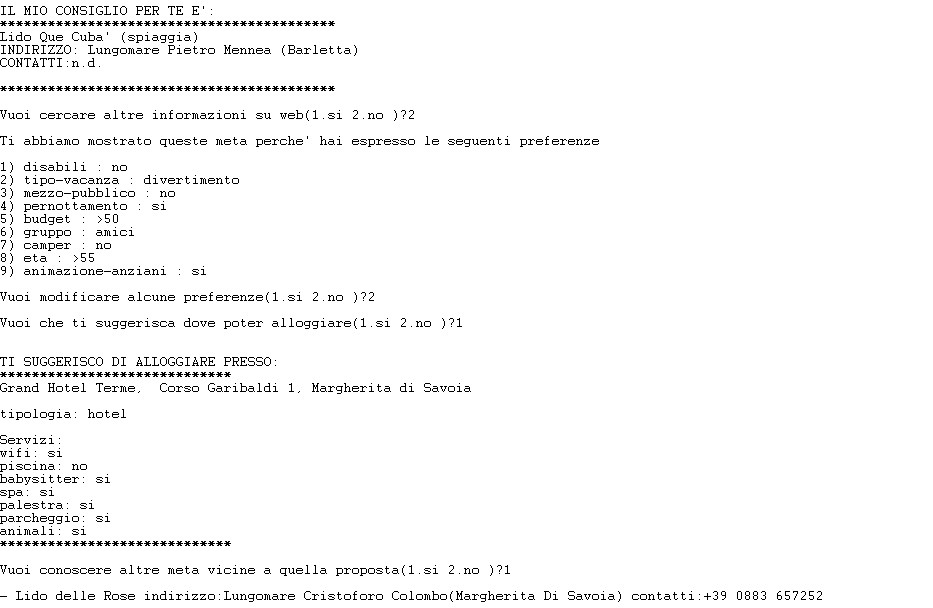 IL MIO CONSIGLIO PER TE E':
******************************************
Lido Que Cuba' (spiaggia)
INDIRIZZO: Lungomare Pietro Mennea (Barletta)
CONTATTI:n.d.
******************************************
Vuoi cercare altre informazioni su web(1.si 2.no )?2
Ti abbiamo mostrato queste meta perche' hai espresso le seguenti preferenze
1) disabili : no
2) tipo-vacanza : divertimento
3) mezzo-pubblico : no
4) pernottamento : si
5) budget : >50
6) gruppo : amici
7) camper : no
8) eta : >55
9) animazione-anziani : si
Vuoi modificare alcune preferenze(1.si 2.no )?2
Vuoi che ti suggerisca dove poter alloggiare(1.si 2.no )?1
TI SUGGERISCO DI ALLOGGIARE PRESSO:
*****************************
Grand Hotel Terme,  Corso Garibaldi 1, Margherita di Savoia
tipologia: hotel
Servizi:
wifi: si
piscina: no
babysitter: si
spa: si
palestra: si
parcheggio: si
animali: si
*****************************
Vuoi conoscere altre meta vicine a quella proposta(1.si 2.no )?1
- Lido delle Rose indirizzo:Lungomare Cristoforo Colombo(Margherita Di Savoia) contatti:+39 0883 657252